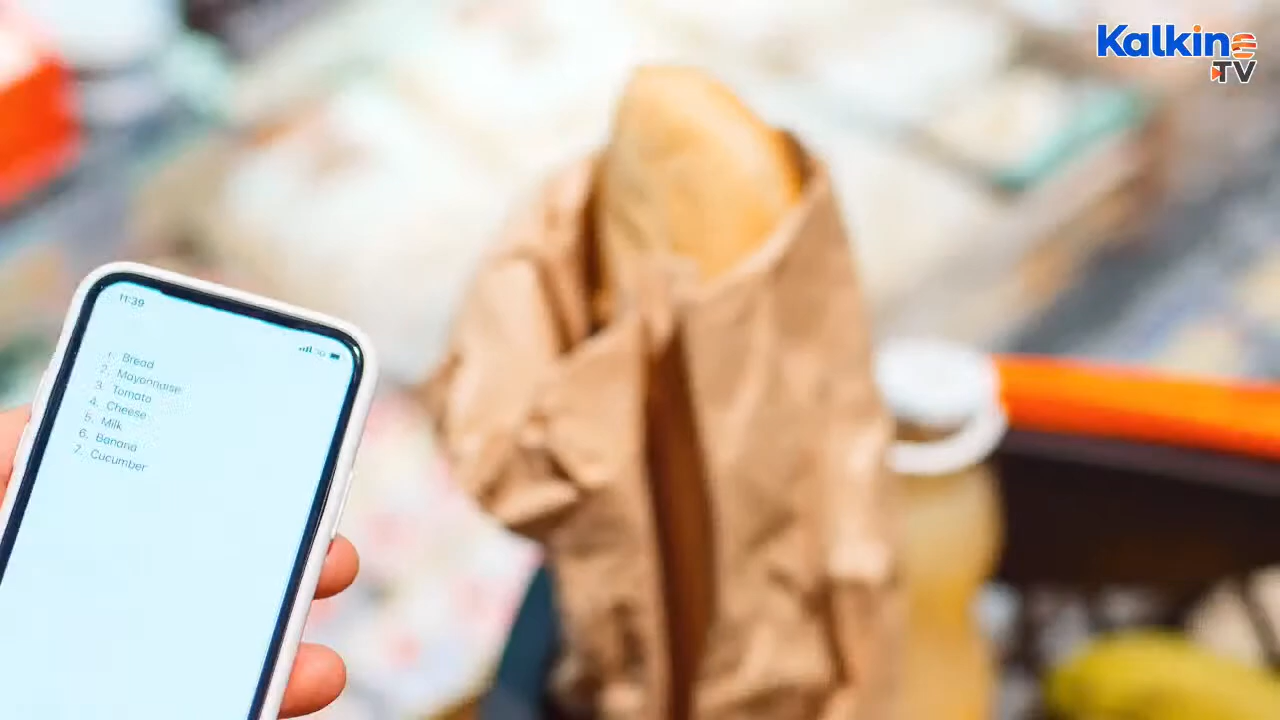 Kalkine
TV
11:39
1. Bread
2. Mayonnaise
3. Tomato
4. Cheese
5. Milk
6. Banana
7. Cucumber